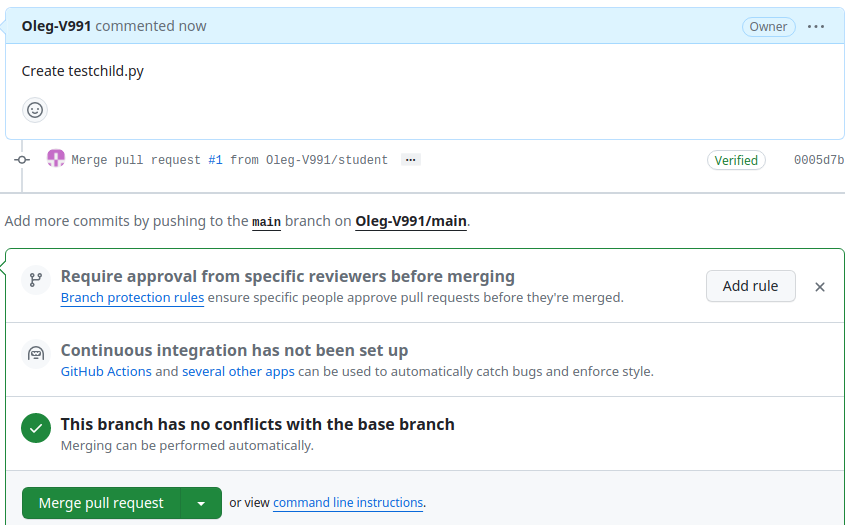 Oleg-V991 commented now Owner ...
Create testchild.py
Merge pull request #1 from Oleg-V991/student ... Verified 0005d7b
Add more commits by pushing to the main branch on Oleg-V991/main.
Require approval from specific reviewers before merging
Branch protection rules ensure specific people approve pull requests before they're merged.
Add rule
Continuous integration has not been set up
GitHub Actions and several other apps can be used to automatically catch bugs and enforce style.
This branch has no conflicts with the base branch
Merging can be performed automatically.
Merge pull request or view command line instructions.